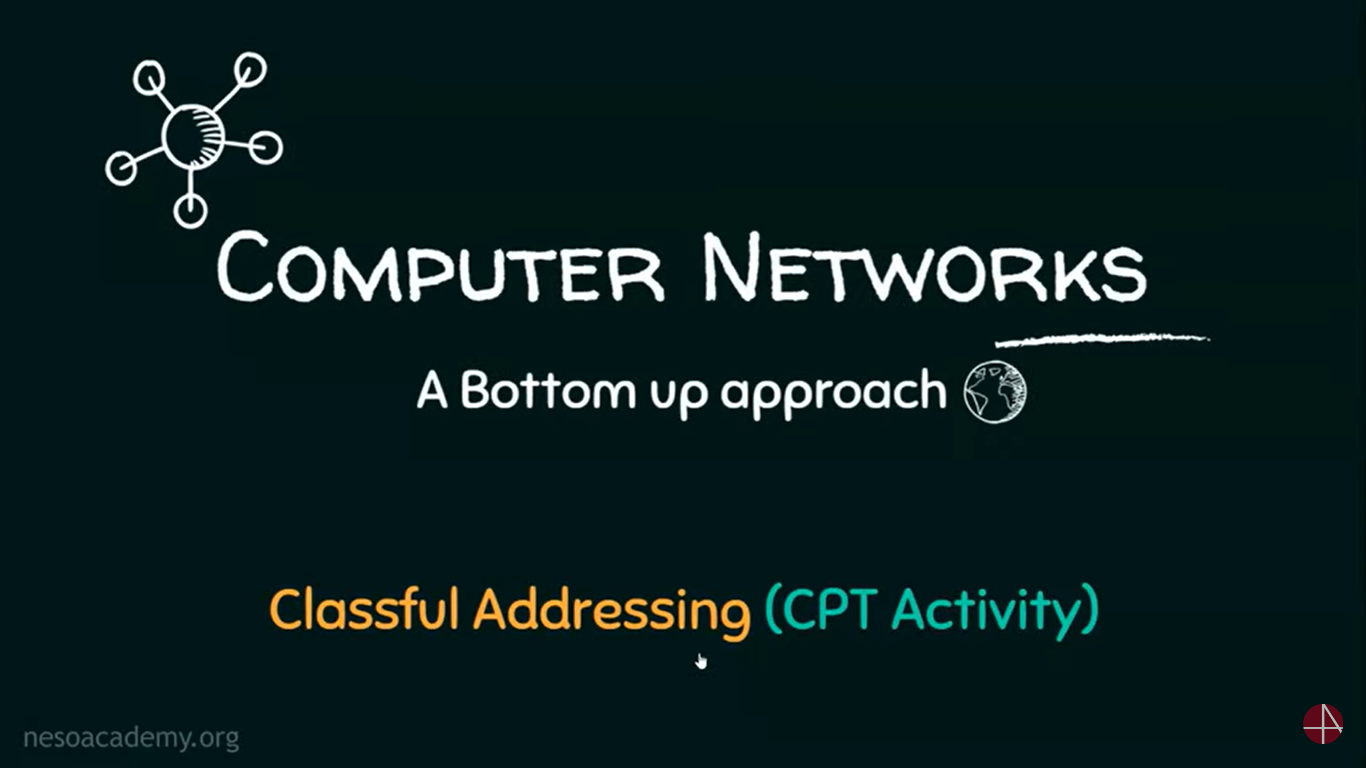 COMPUTER NETWORKS
A Bottom up approach
Classful Addressing (CPT Activity)
nesoacademy.org